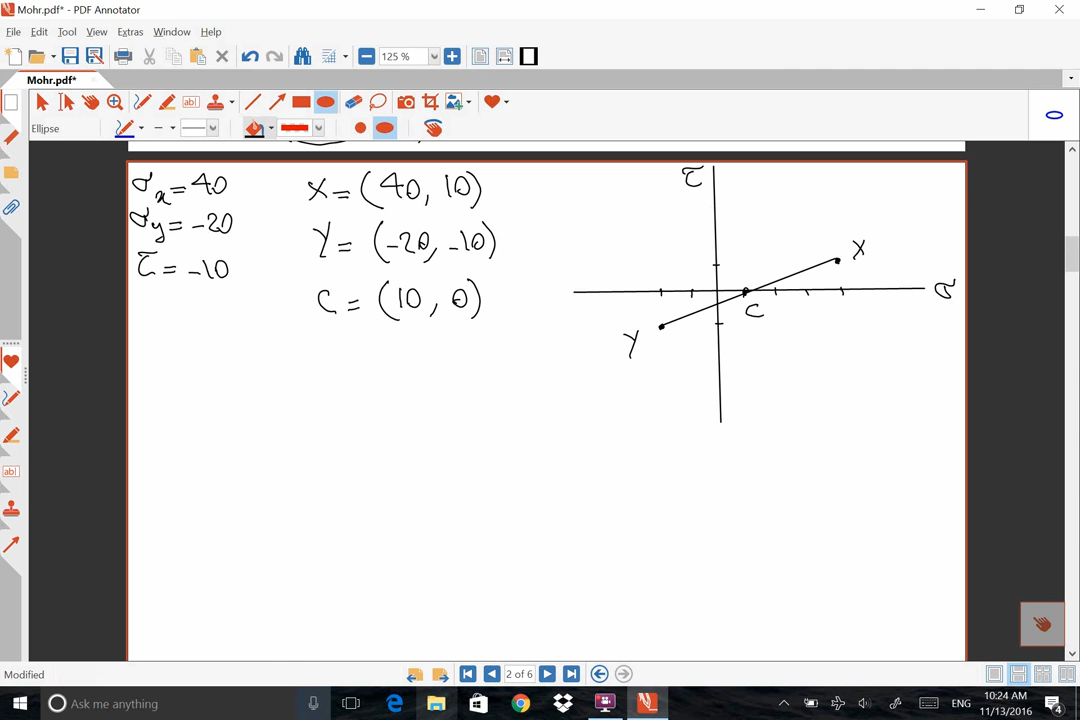 Mohr.pdf* - PDF Annotator
File Edit Tool View Extras Window Help
125 %
Mohr.pdf*
Ellipse
σx = 40
σy = -20
τ = -10
X = (40, 10)
Y = (-20, -10)
C = (10, 0)
τ
X
σ
C
Y
Modified
2 of 6
Ask me anything
ENG
10:24 AM
11/13/2016
4